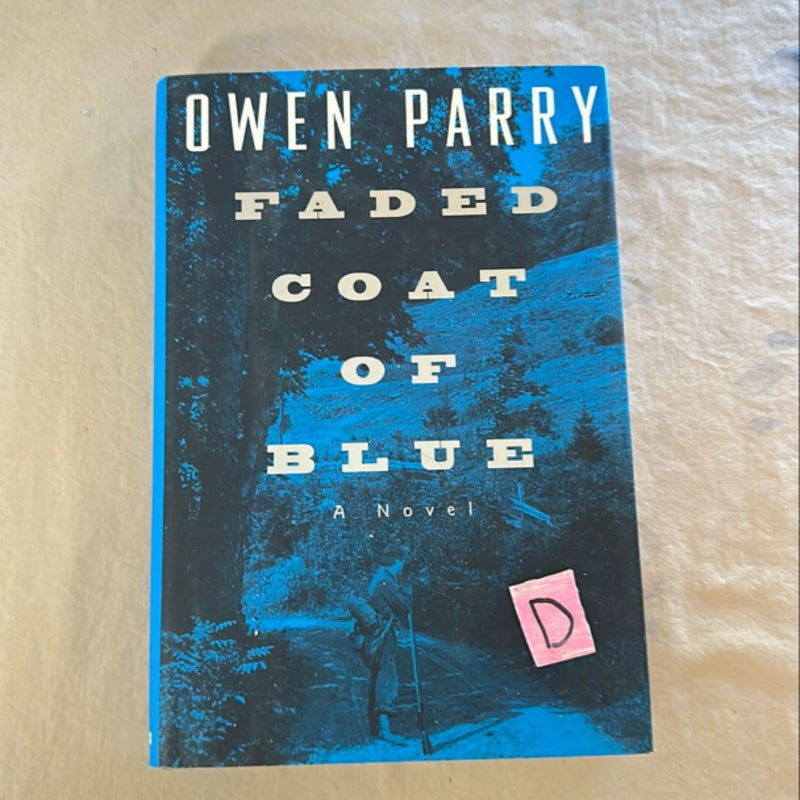 OWEN PARRY
FADED
COAT
OF
BLUE
A Novel
D